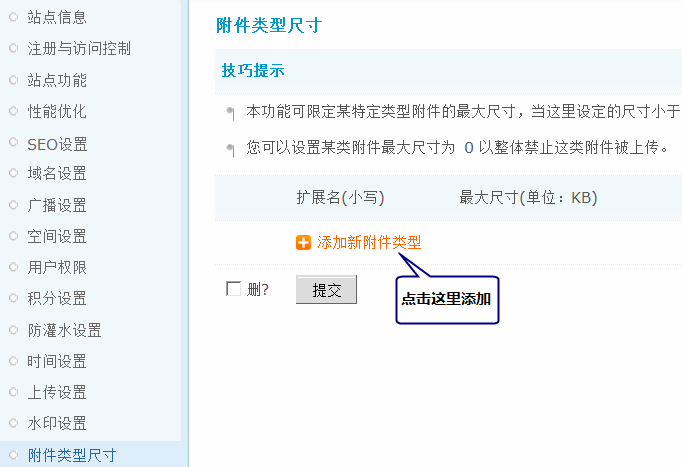 站点信息
注册与访问控制
站点功能
性能优化
SEO设置
域名设置
广播设置
空间设置
用户权限
积分设置
防灌水设置
时间设置
上传设置
水印设置
附件类型尺寸
附件类型尺寸
技巧提示
本功能可限定某特定类型附件的最大尺寸，当这里设定的尺寸小于
您可以设置某类附件最大尺寸为 0 以整体禁止这类附件被上传。
扩展名(小写) 最大尺寸(单位：KB)
添加新附件类型
点击这里添加
删? 提交